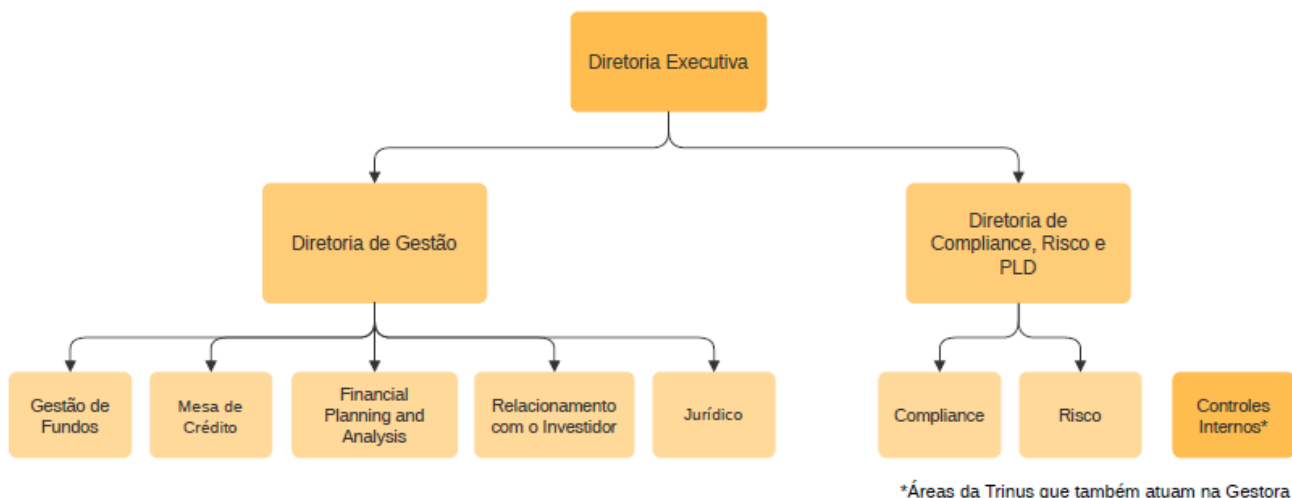 Diretoria Executiva
Diretoria de Gestão
Diretoria de
Compliance, Risco e
PLD
Gestão de
Fundos
Mesa de
Crédito
Financial
Planning and
Analysis
Relacionamento
com o Investidor
Jurídico
Compliance
Risco
Controles
Internos*
*Áreas da Trinus que também atuam na Gestora